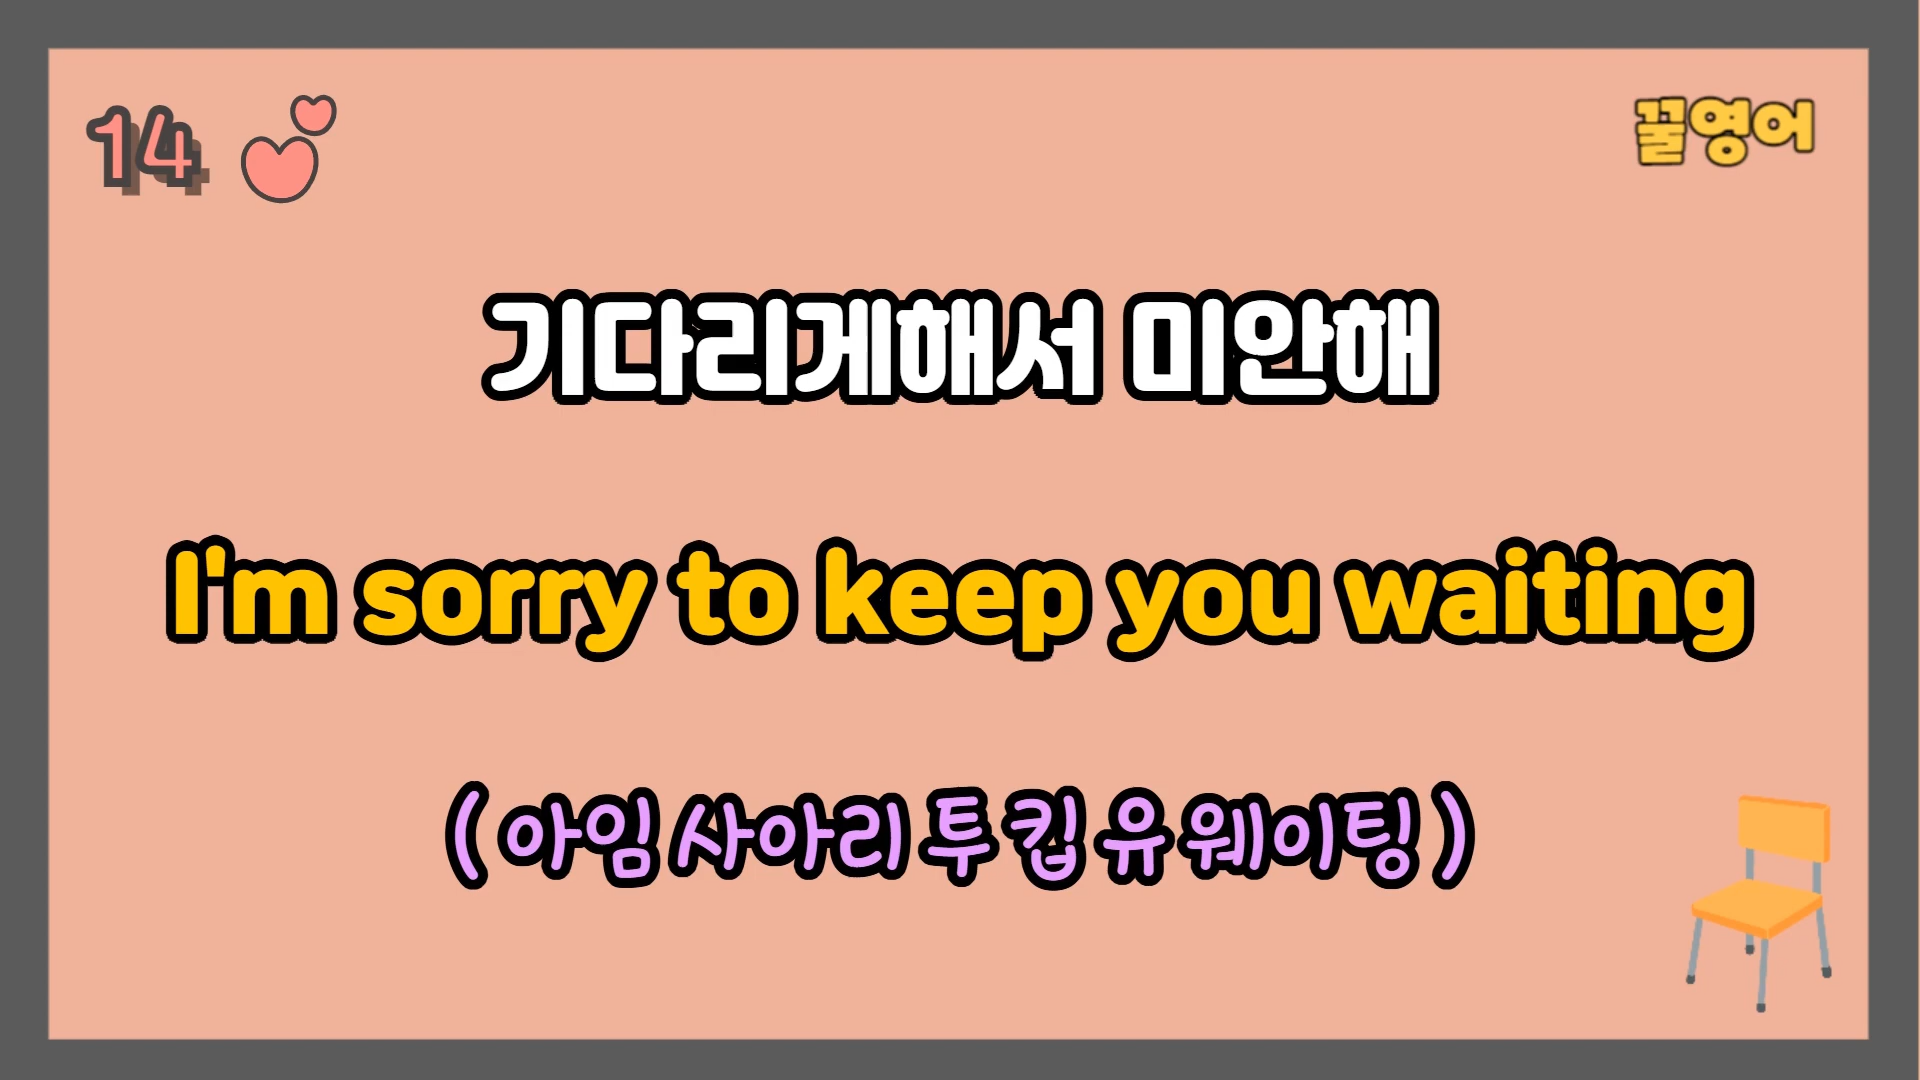 14
꿀영어
기다리게해서 미안해
I'm sorry to keep you waiting
( 아임 사아리 투 킵 유 웨이팅 )